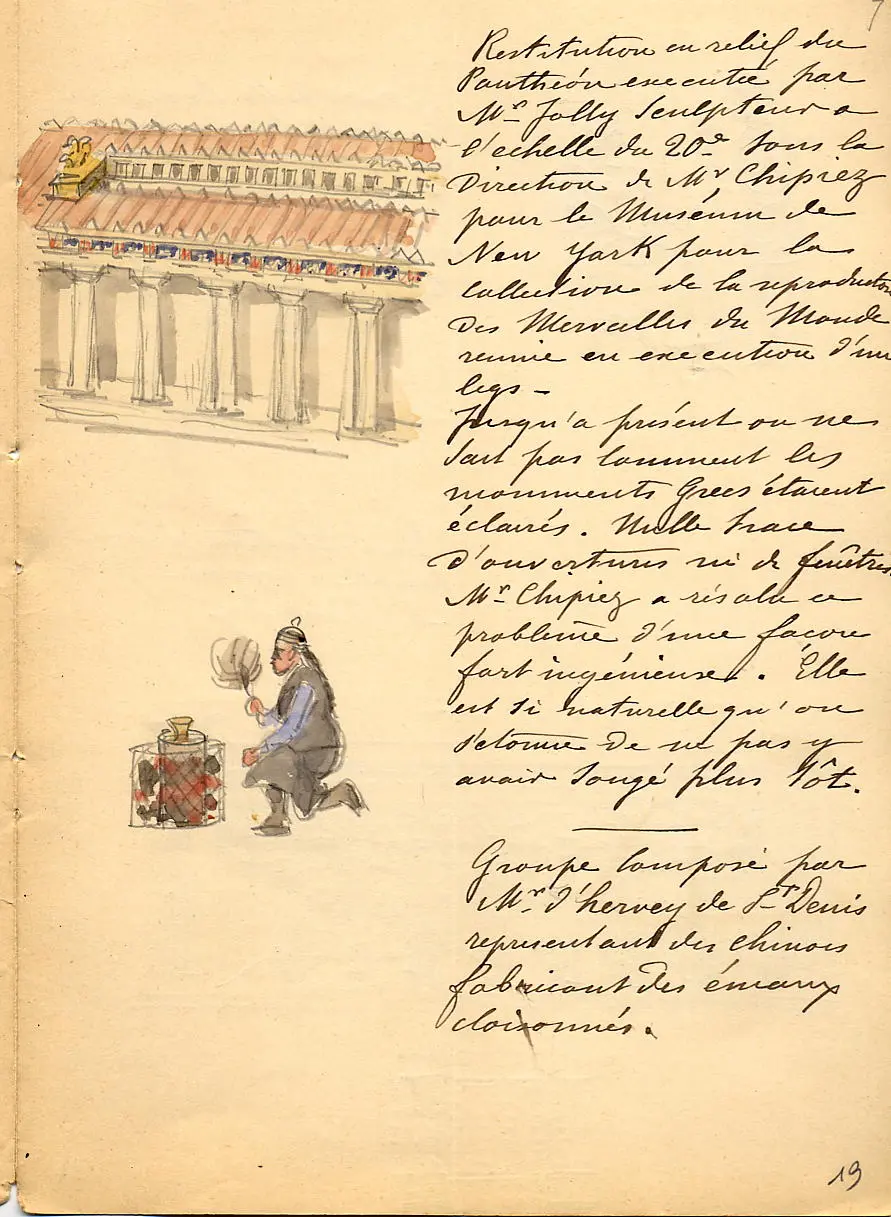 7
Restitution en relief du
Panthéon executée par
Mr Jolly Sculpteur a
l'echelle du 20e sous la
Direction de Mr Chipiez
pour le Muséum de
New York pour la
collection de la reproduction
des Merveilles du Monde
reunie en execution d'un
legs -
Jusqu'a présent on ne
sait pas comment les
monuments Grecs étaient
éclairés. Nulle trace
d'ouvertures ni de fenêtres
Mr Chipiez a résolu ce
problème d'une facon
fort ingénieuse. Elle
est si naturelle qu'on
s'etonne de ne pas y
avoir songé plus tôt.
Groupe composé par
Mr d'hervey de St Denis
representant des chinois
fabricant des émaux
cloisonnés.
19